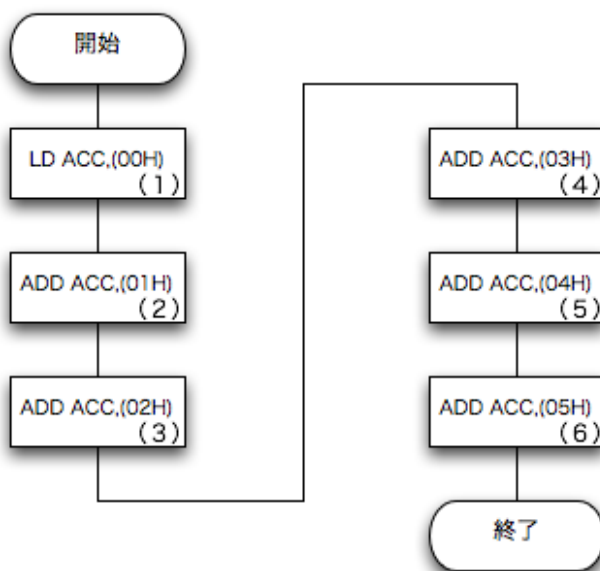 開始
LD ACC,(00H)
(1)
ADD ACC,(01H)
(2)
ADD ACC,(02H)
(3)
ADD ACC,(03H)
(4)
ADD ACC,(04H)
(5)
ADD ACC,(05H)
(6)
終了